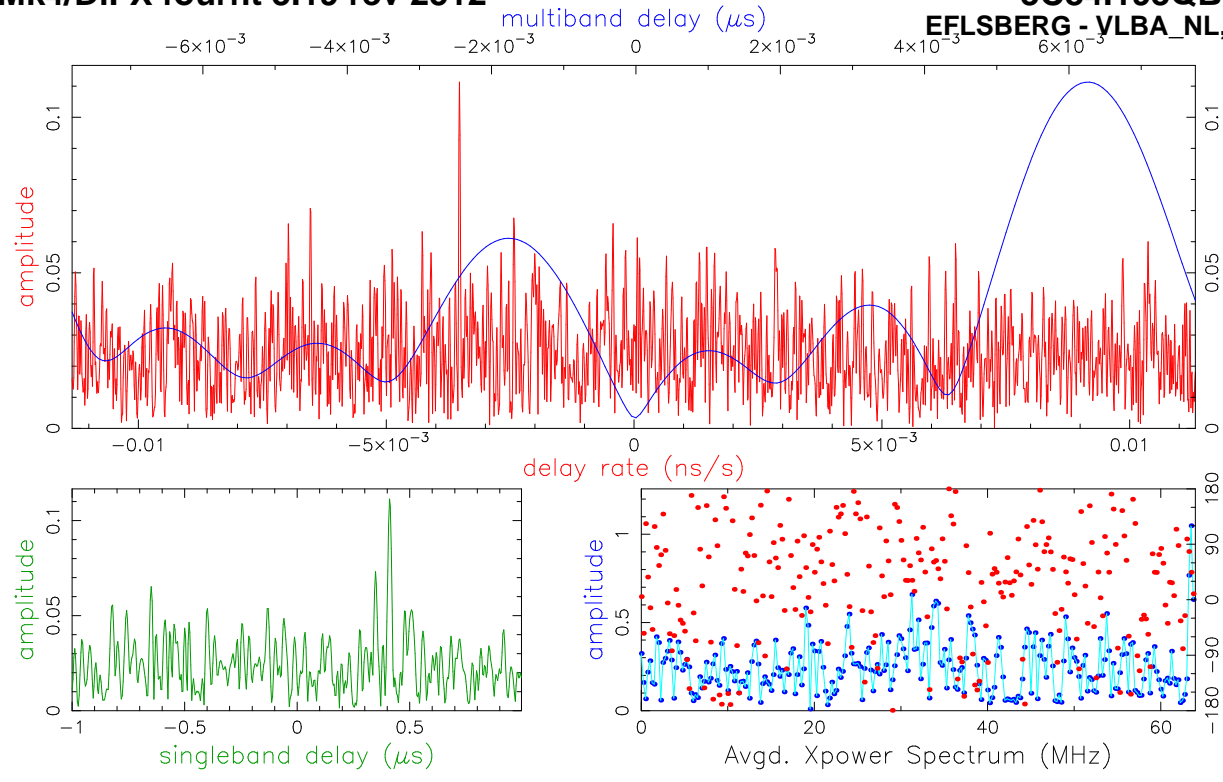 multiband delay (μs)
EFLSBERG - VLBA_NL,
−6×10⁻³ −4×10⁻³ −2×10⁻³ 0 2×10⁻³ 4×10⁻³ 6×10⁻³
amplitude
0 0.05 0.1
0 0.05 0.1
−0.01 −5×10⁻³ 0 5×10⁻³ 0.01
delay rate (ns/s)
amplitude
0 0.05 0.1
−1 −0.5 0 0.5
singleband delay (μs)
amplitude
0 0.5 1
−180 −90 0 90 180
0 20 40 60
Avgd. Xpower Spectrum (MHz)